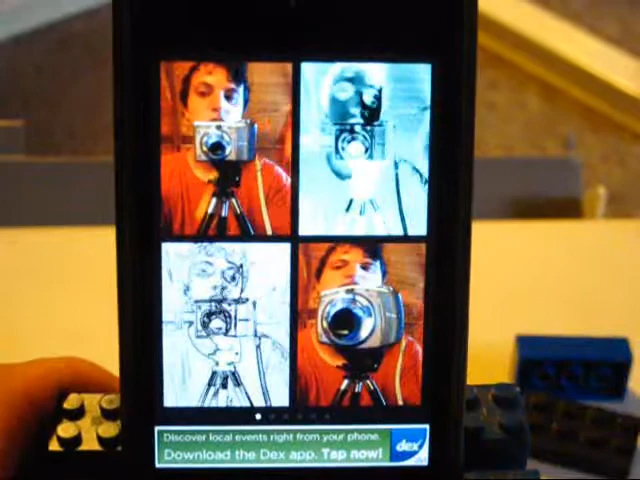 Discover local events right from your phone.
Download the Dex app. Tap now!
dex